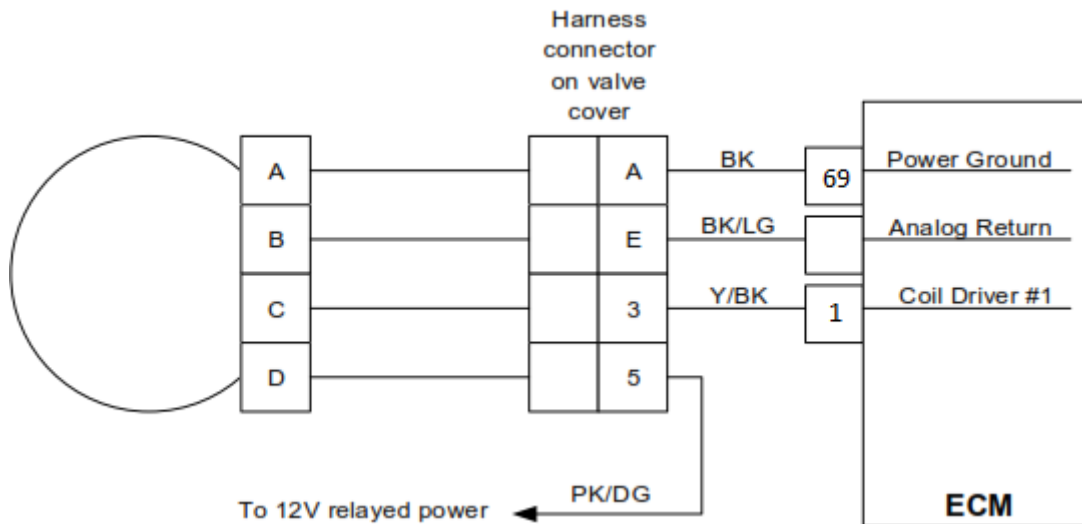 Harness
connector
on valve
cover
A A BK 69 Power Ground
B E BK/LG Analog Return
C 3 Y/BK 1 Coil Driver #1
D 5
To 12V relayed power PK/DG
ECM